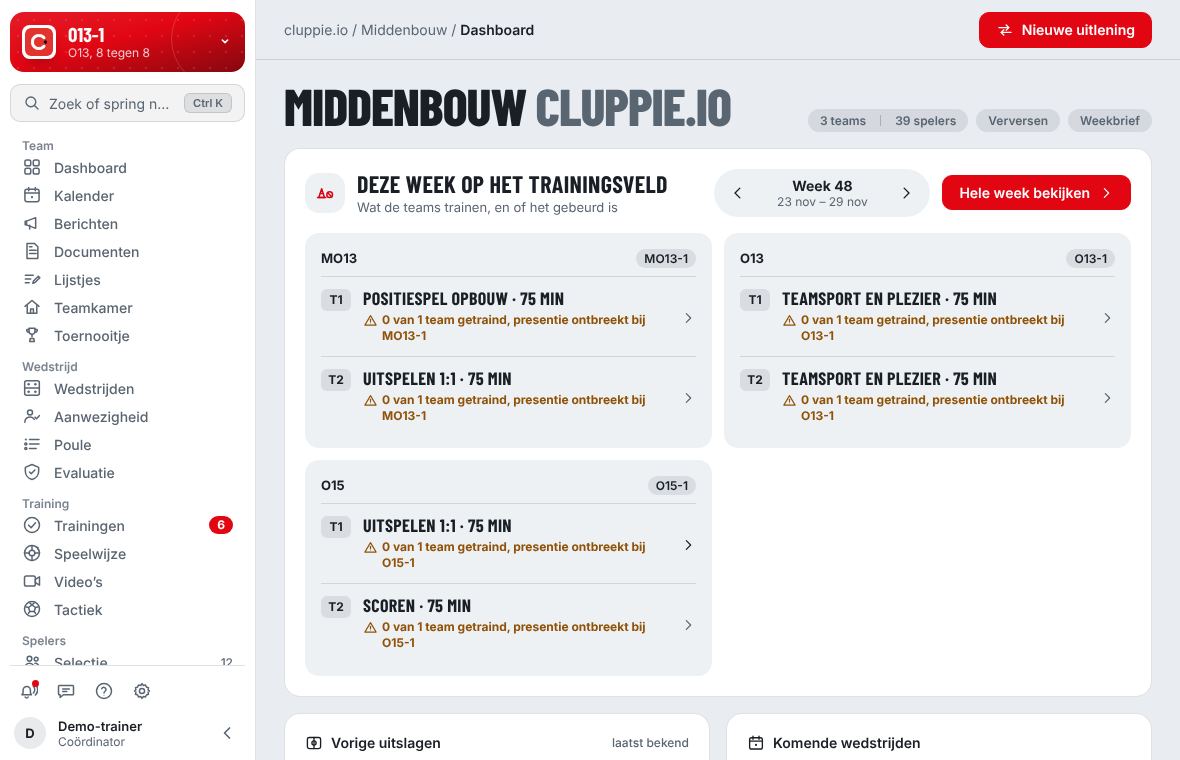 O13-1
O13, 8 tegen 8
Zoek of spring n... Ctrl K
Team
Dashboard
Kalender
Berichten
Documenten
Lijstjes
Teamkamer
Toernooitje
Wedstrijd
Wedstrijden
Aanwezigheid
Poule
Evaluatie
Training
Trainingen 6
Speelwijze
Video's
Tactiek
Spelers
Selectie 12
D
Demo-trainer
Coördinator
cluppie.io / Middenbouw / Dashboard
Nieuwe uitlening
MIDDENBOUW CLUPPIE.IO
3 teams | 39 spelers
Verversen
Weekbrief
DEZE WEEK OP HET TRAININGSVELD
Wat de teams trainen, en of het gebeurd is
Week 48
23 nov – 29 nov
Hele week bekijken
MO13 MO13-1
T1 POSITIESPEL OPBOUW · 75 MIN
0 van 1 team getraind, presentie ontbreekt bij
MO13-1
T2 UITSPELEN 1:1 · 75 MIN
0 van 1 team getraind, presentie ontbreekt bij
MO13-1
O13 O13-1
T1 TEAMSPORT EN PLEZIER · 75 MIN
0 van 1 team getraind, presentie ontbreekt bij
O13-1
T2 TEAMSPORT EN PLEZIER · 75 MIN
0 van 1 team getraind, presentie ontbreekt bij
O13-1
O15 O15-1
T1 UITSPELEN 1:1 · 75 MIN
0 van 1 team getraind, presentie ontbreekt bij
O15-1
T2 SCOREN · 75 MIN
0 van 1 team getraind, presentie ontbreekt bij
O15-1
Vorige uitslagen laatst bekend
Komende wedstrijden